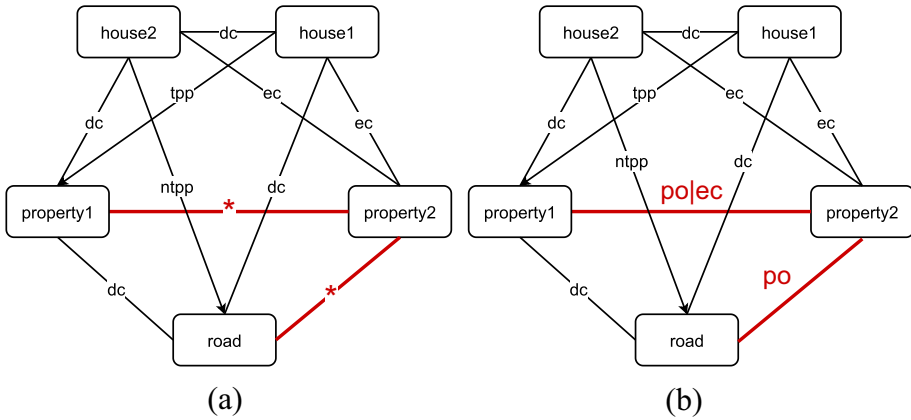 house2
dc
house1
tpp
ec
dc
ec
ntpp
dc
property1
*
property2
dc
*
road
(a)
house2
dc
house1
tpp
ec
dc
ec
ntpp
dc
po|ec
property1
property2
po
dc
road
(b)